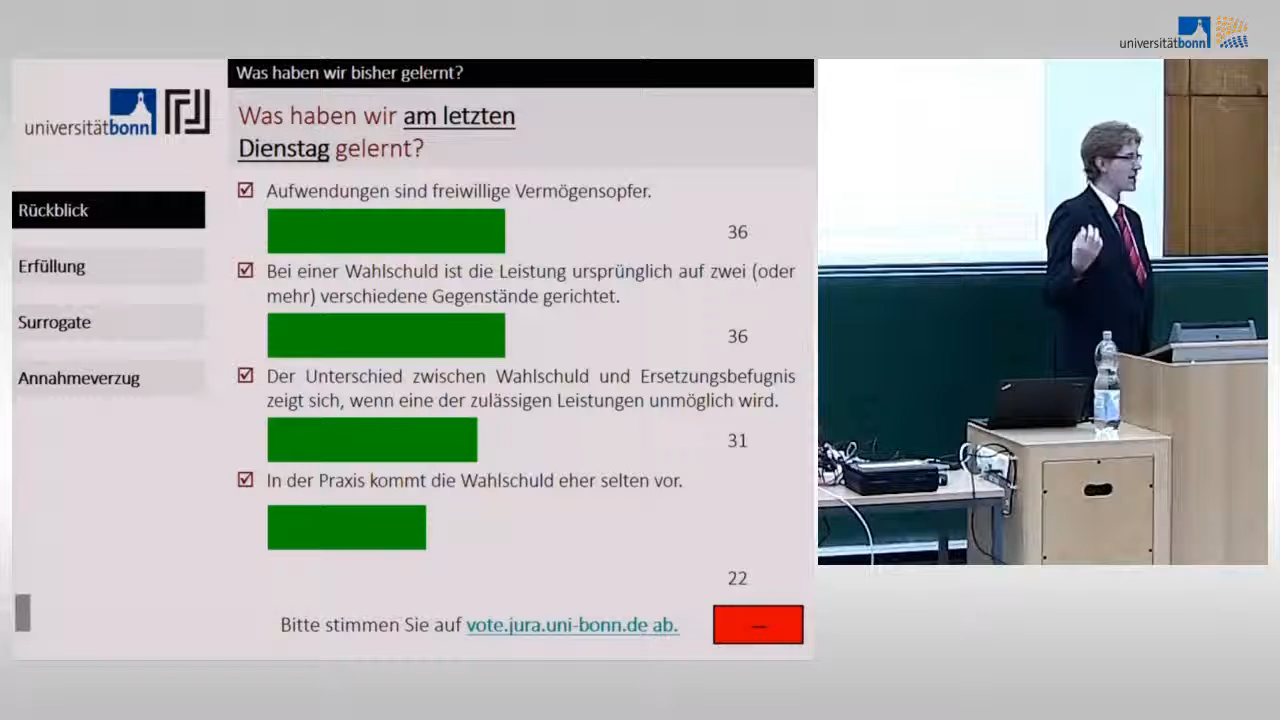 universitätbonn
Was haben wir bisher gelernt?
universitätbonn
Was haben wir am letzten
Dienstag gelernt?
Aufwendungen sind freiwillige Vermögensopfer.
36
Bei einer Wahlschuld ist die Leistung ursprünglich auf zwei (oder
mehr) verschiedene Gegenstände gerichtet.
36
Der Unterschied zwischen Wahlschuld und Ersetzungsbefugnis
zeigt sich, wenn eine der zulässigen Leistungen unmöglich wird.
31
In der Praxis kommt die Wahlschuld eher selten vor.
22
Bitte stimmen Sie auf vote.jura.uni-bonn.de ab.
Rückblick
Erfüllung
Surrogate
Annahmeverzug